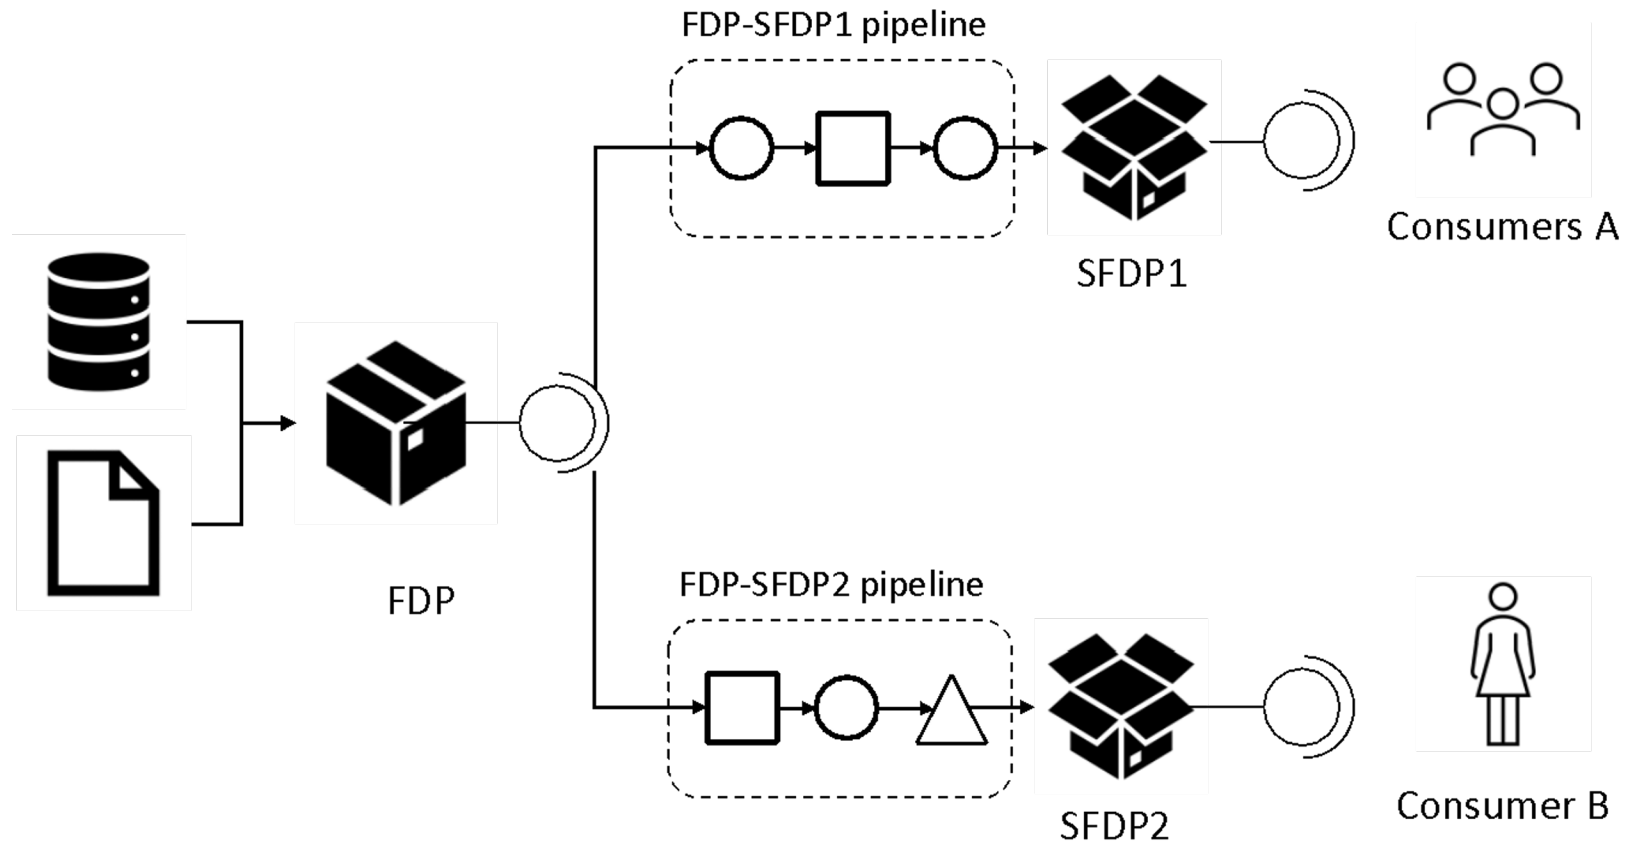 FDP-SFDP1 pipeline
Consumers A
SFDP1
FDP
FDP-SFDP2 pipeline
Consumer B
SFDP2